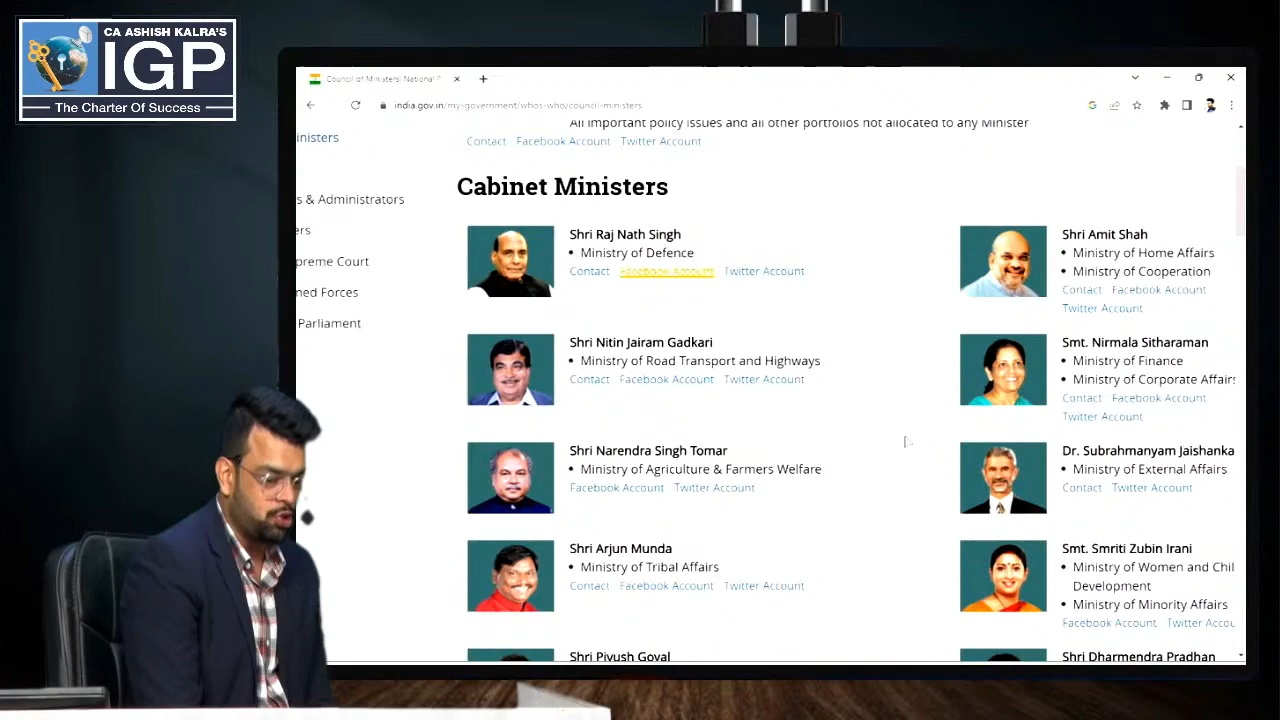 CA ASHISH KALRA'S
IGP
The Charter Of Success
Council of Ministers| National P
india.gov.in/my-government/whos-who/council-ministers
All important policy issues and all other portfolios not allocated to any Minister
Contact Facebook Account Twitter Account
inisters
s & Administrators
ers
preme Court
med Forces
Parliament
Cabinet Ministers
Shri Raj Nath Singh
• Ministry of Defence
Contact Facebook Account Twitter Account
Shri Amit Shah
• Ministry of Home Affairs
• Ministry of Cooperation
Contact Facebook Account
Twitter Account
Shri Nitin Jairam Gadkari
• Ministry of Road Transport and Highways
Contact Facebook Account Twitter Account
Smt. Nirmala Sitharaman
• Ministry of Finance
• Ministry of Corporate Affairs
Contact Facebook Account
Twitter Account
Shri Narendra Singh Tomar
• Ministry of Agriculture & Farmers Welfare
Facebook Account Twitter Account
Dr. Subrahmanyam Jaishanka
• Ministry of External Affairs
Contact Twitter Account
Shri Arjun Munda
• Ministry of Tribal Affairs
Contact Facebook Account Twitter Account
Smt. Smriti Zubin Irani
• Ministry of Women and Chil
Development
• Ministry of Minority Affairs
Facebook Account Twitter Accou
Shri Piyush Goyal
Shri Dharmendra Pradhan